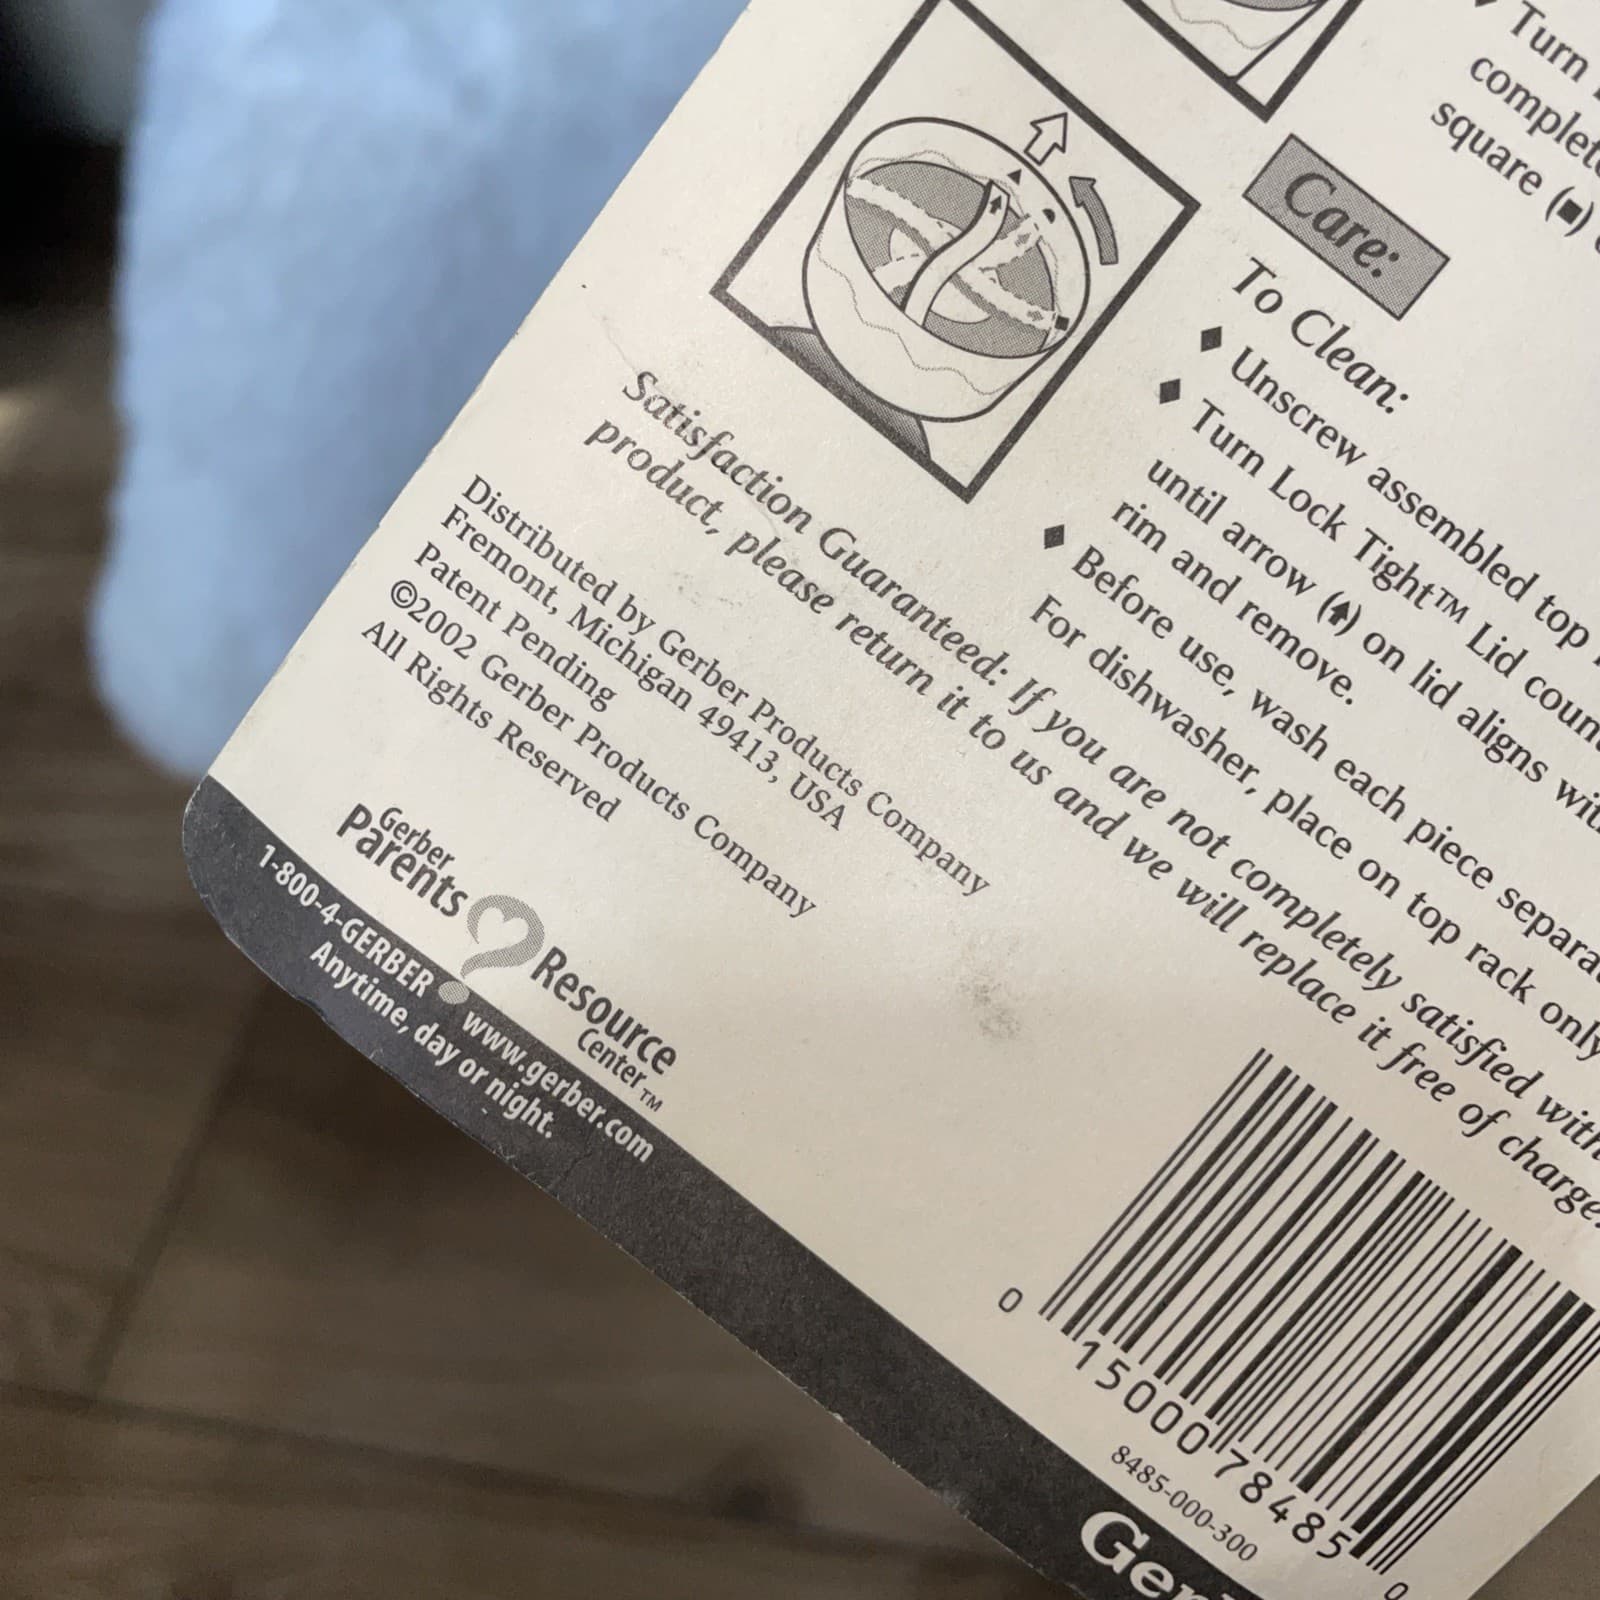 Turn
complete
square (■)
Care:
To Clean:
♦ Unscrew assembled top
♦ Turn Lock Tight™ Lid coun
until arrow (↑) on lid aligns wit
rim and remove.
♦ Before use, wash each piece separa
For dishwasher, place on top rack only
Satisfaction Guaranteed: If you are not completely satisfied with
product, please return it to us and we will replace it free of charge.
Distributed by Gerber Products Company
Fremont, Michigan 49413, USA
Patent Pending
©2002 Gerber Products Company
All Rights Reserved
Gerber
Parents
Resource
Center™
1-800-4-GERBER www.gerber.com
Anytime, day or night.
0 15000 78485 0
8485-000-300
Ger